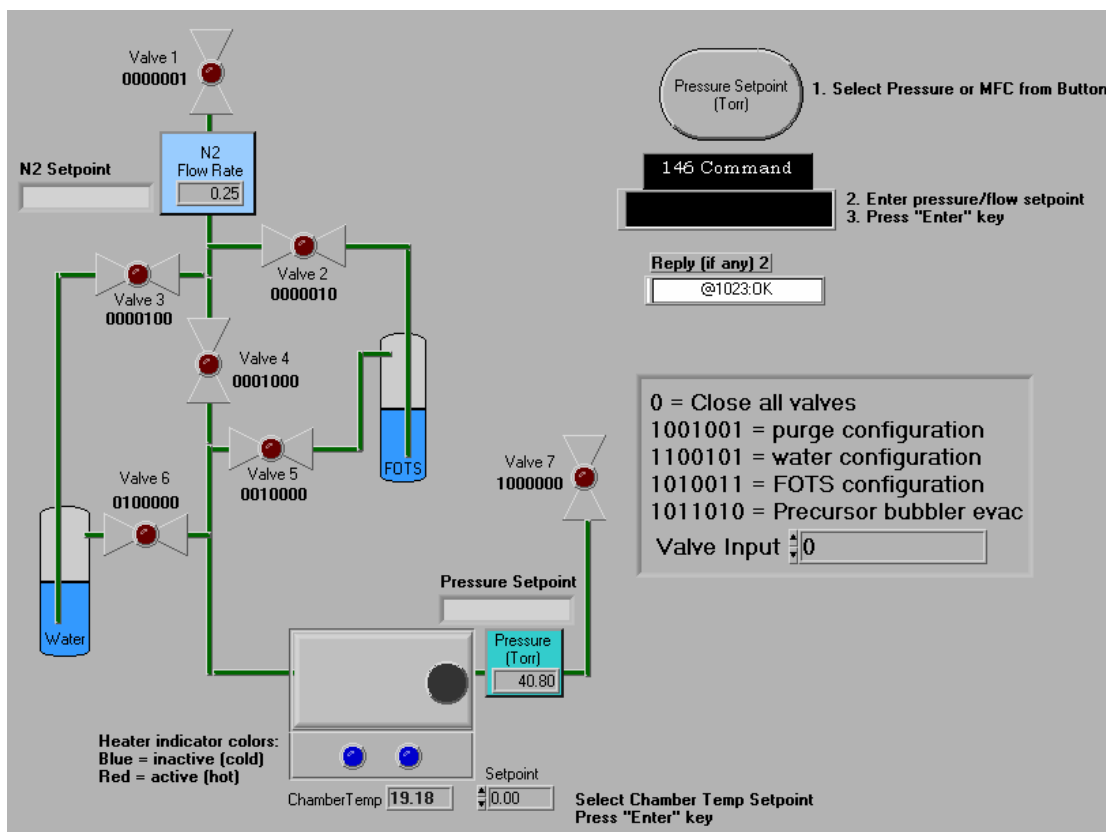 Valve 1
0000001
Pressure Setpoint
(Torr)
1. Select Pressure or MFC from Button
N2
Flow Rate
0.25
N2 Setpoint
146 Command
2. Enter pressure/flow setpoint
3. Press "Enter" key
Valve 2
0000010
Reply (if any) 2
@1023:OK
Valve 3
0000100
Valve 4
0001000
0 = Close all valves
1001001 = purge configuration
1100101 = water configuration
1010011 = FOTS configuration
1011010 = Precursor bubbler evac
Valve Input 0
Valve 5
0010000
FOTS
Valve 7
1000000
Valve 6
0100000
Water
Pressure Setpoint
Pressure
(Torr)
40.80
Heater indicator colors:
Blue = inactive (cold)
Red = active (hot)
ChamberTemp 19.18
Setpoint
0.00
Select Chamber Temp Setpoint
Press "Enter" key